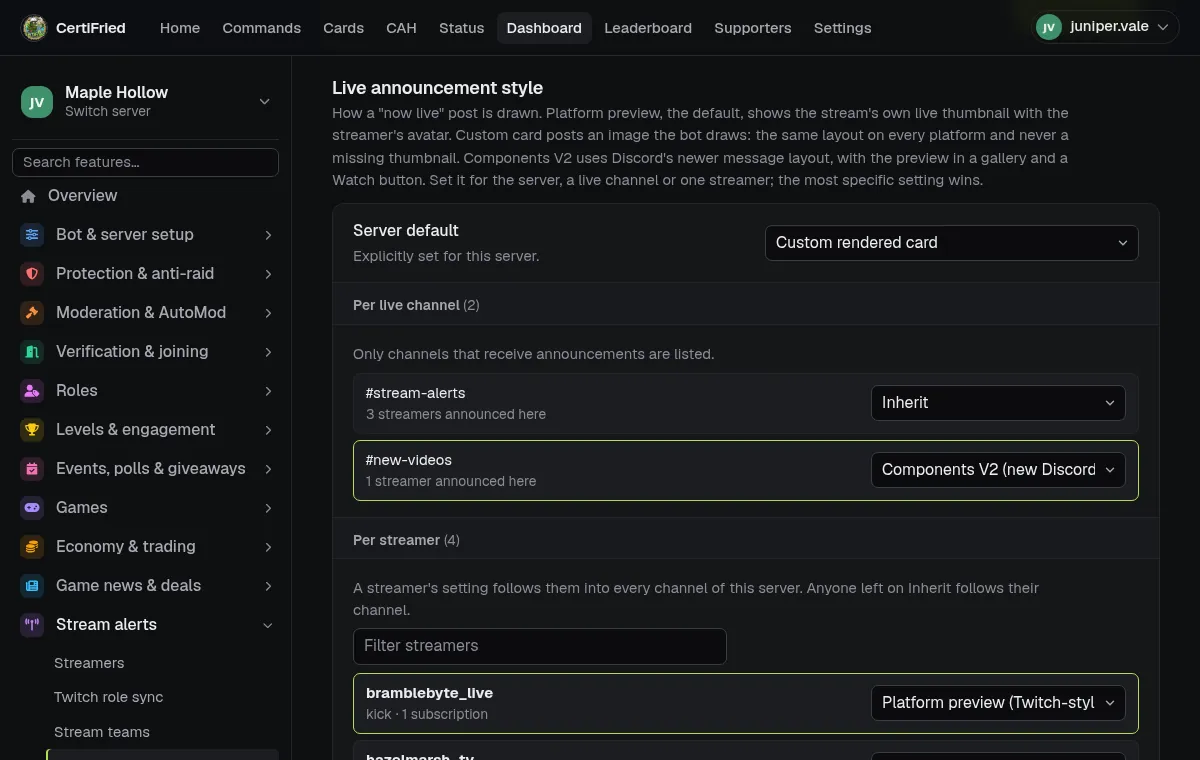 CertiFried
Home
Commands
Cards
CAH
Status
Dashboard
Leaderboard
Supporters
Settings
JV
juniper.vale
JV
Maple Hollow
Switch server
Search features...
Overview
Bot & server setup
Protection & anti-raid
Moderation & AutoMod
Verification & joining
Roles
Levels & engagement
Events, polls & giveaways
Games
Economy & trading
Game news & deals
Stream alerts
Streamers
Twitch role sync
Stream teams
Live announcement style
How a "now live" post is drawn. Platform preview, the default, shows the stream's own live thumbnail with the
streamer's avatar. Custom card posts an image the bot draws: the same layout on every platform and never a
missing thumbnail. Components V2 uses Discord's newer message layout, with the preview in a gallery and a
Watch button. Set it for the server, a live channel or one streamer; the most specific setting wins.
Server default
Explicitly set for this server.
Custom rendered card
Per live channel (2)
Only channels that receive announcements are listed.
#stream-alerts
3 streamers announced here
Inherit
#new-videos
1 streamer announced here
Components V2 (new Discord
Per streamer (4)
A streamer's setting follows them into every channel of this server. Anyone left on Inherit follows their
channel.
Filter streamers
bramblebyte_live
kick · 1 subscription
Platform preview (Twitch-styl